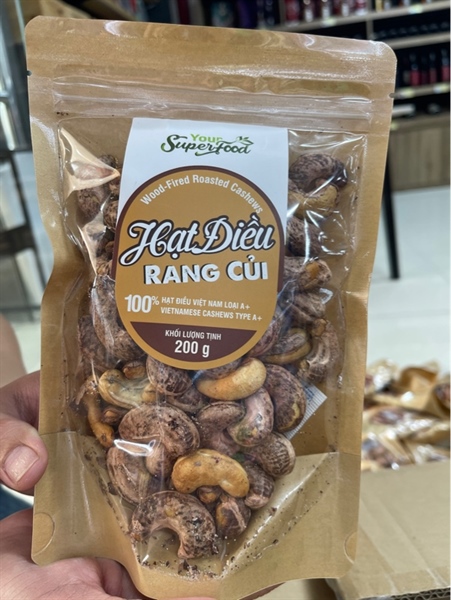 Your
SuperFood
Wood-Fired Roasted Cashews
Hạt Điều
RANG CỦI
100% HẠT ĐIỀU VIỆT NAM LOẠI A+
VIETNAMESE CASHEWS TYPE A+
KHỐI LƯỢNG TỊNH
200 g